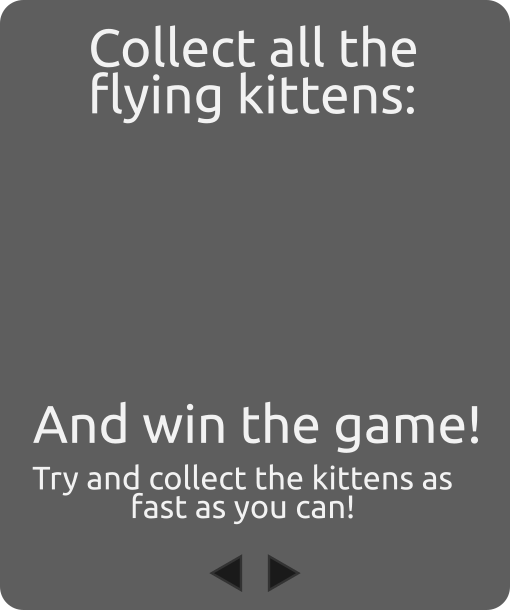 Collect all the
flying kittens:
And win the game!
Try and collect the kittens as
fast as you can!